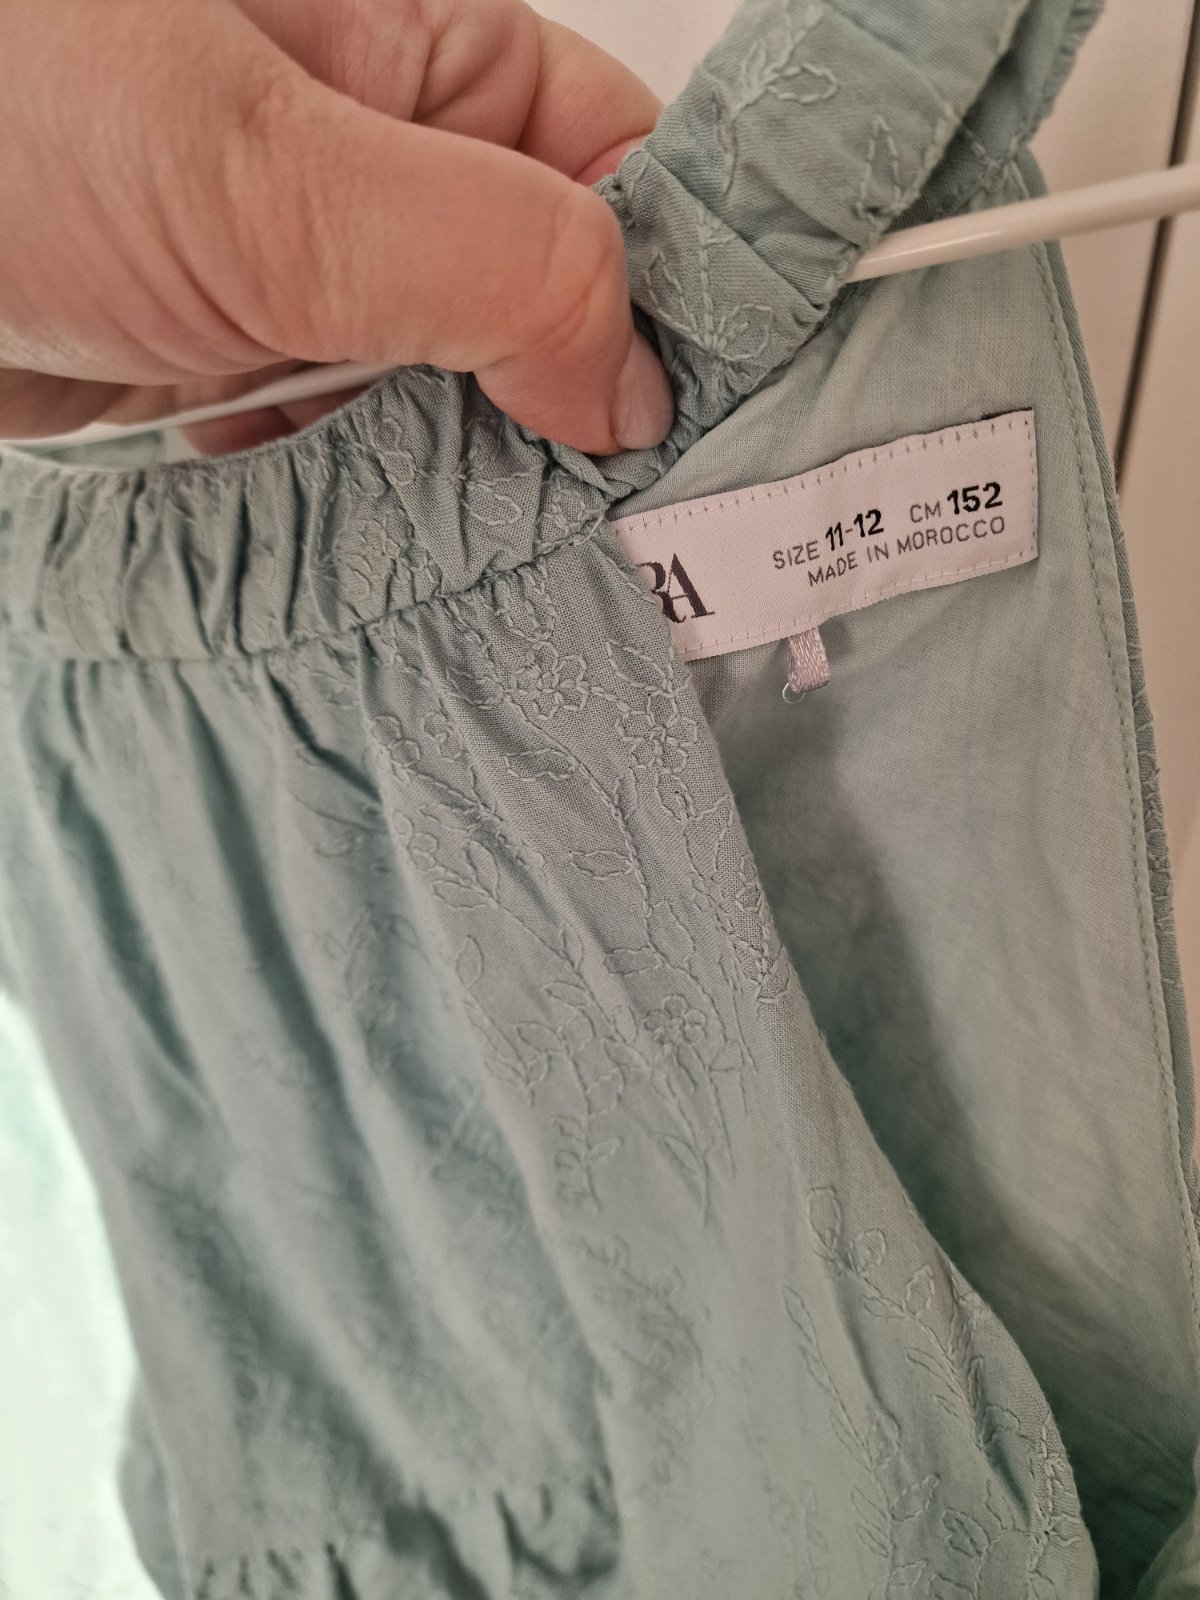 RA
SIZE 11-12 CM 152
MADE IN MOROCCO